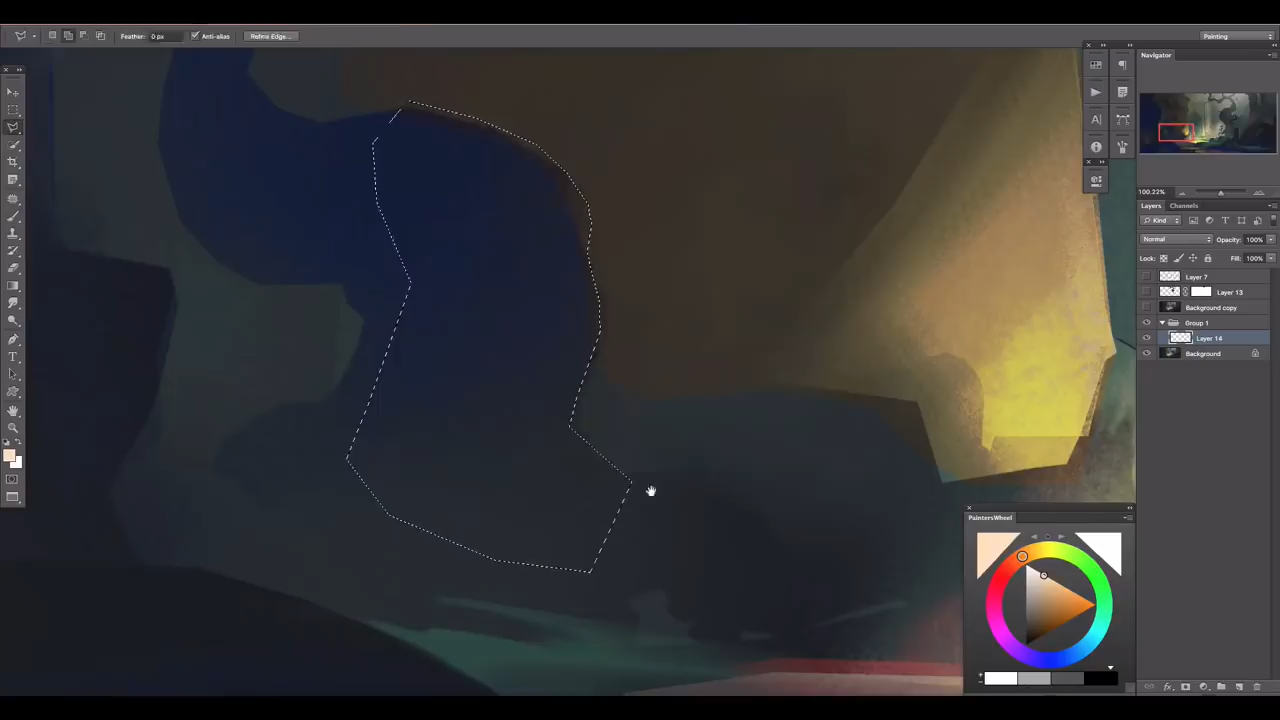 Feather: 0 px Anti-alias Refine Edge... Painting
Navigator
100.22%
Layers Channels
Kind
Normal Opacity: 100%
Lock: Fill: 100%
Layer 7
Layer 13
Background copy
Group 1
Layer 14
Background
PaintersWheel